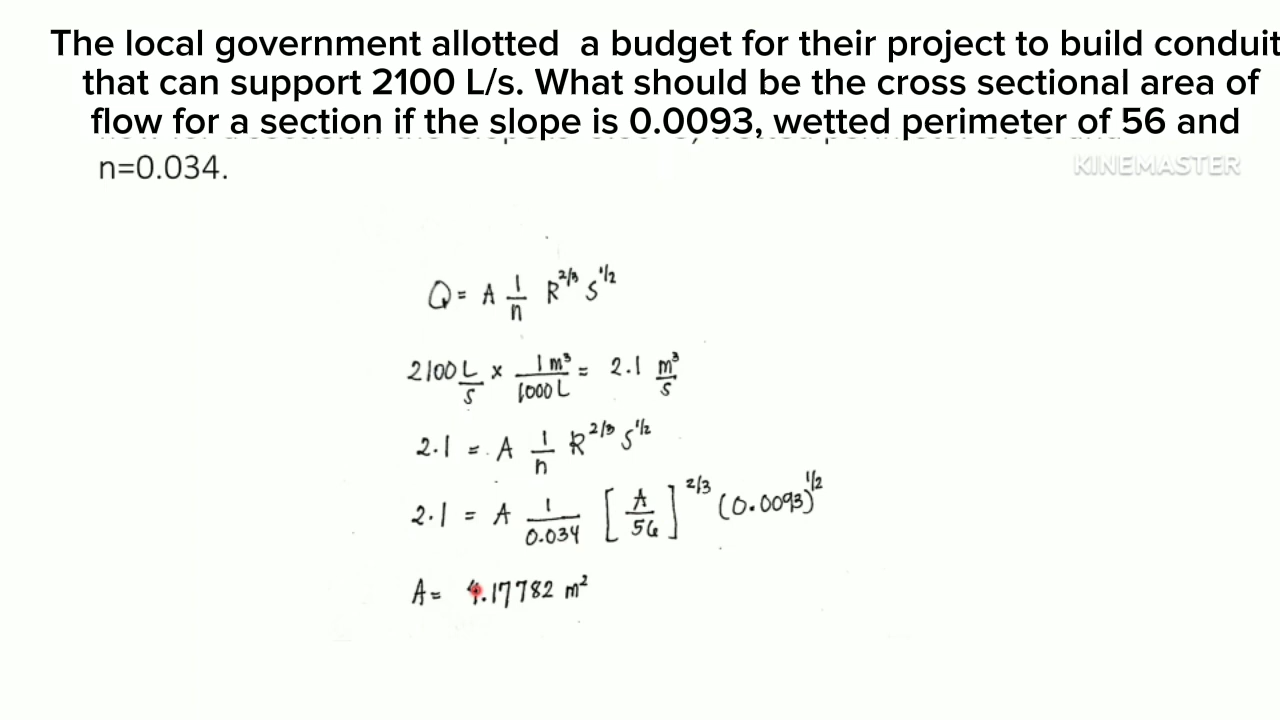 The local government allotted a budget for their project to build conduit
that can support 2100 L/s. What should be the cross sectional area of
flow for a section if the slope is 0.0093, wetted perimeter of 56 and
n=0.034.
KINEMASTER
Q= A 1/n R^2/3 S^1/2
2100 L/s x 1 m³/1000 L = 2.1 m³/s
2.1 = A 1/n R^2/3 S^1/2
2.1 = A 1/0.034 [A/56]^2/3 (0.0093)^1/2
A= 4.17782 m²